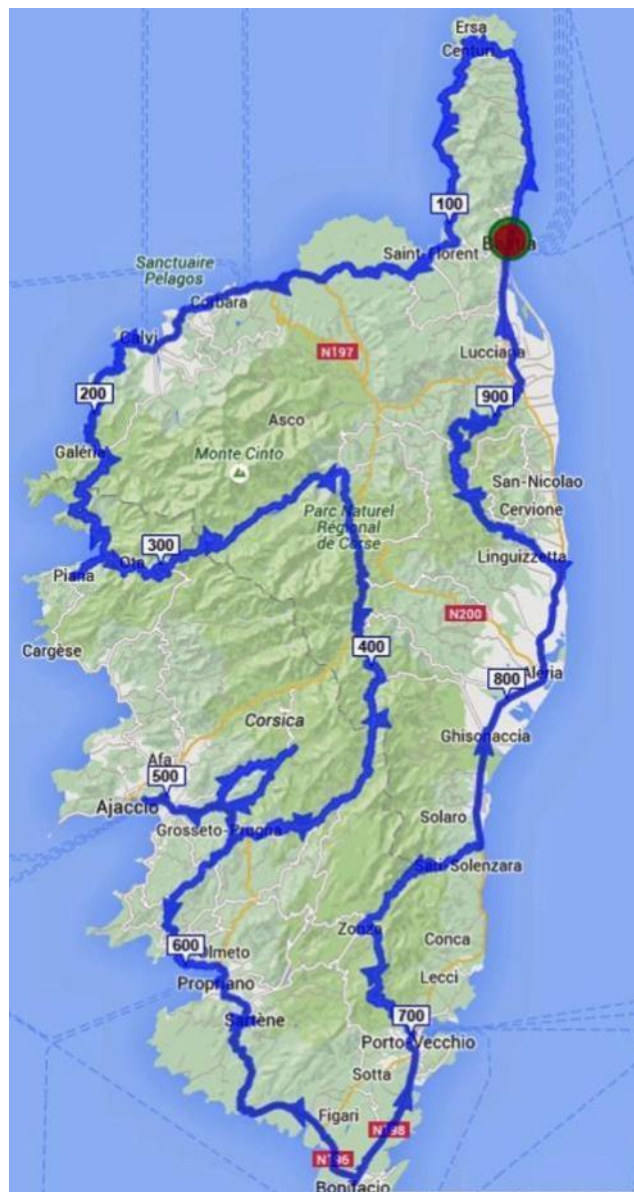 Ersa
Centuri
100
Bastia
Saint-Florent
Sanctuaire
Pelagos
Corbara
Calvi
N197
Lucciana
200
900
Asco
Galéria
Monte Cinto
San-Nicolao
Parc Naturel
Régional
de Corse
Cervione
300
Ota
Linguizzetta
Piana
N200
Cargèse
400
Aléria
800
Corsica
Ghisonaccia
Afa
500
Ajaccio
Solaro
Grosseto-Prugna
Sari-Solenzara
Zonza
Conca
600
Olmeto
Lecci
Propriano
700
Sartène
Porto-Vecchio
Sotta
Figari
N198
N196
Bonifacio